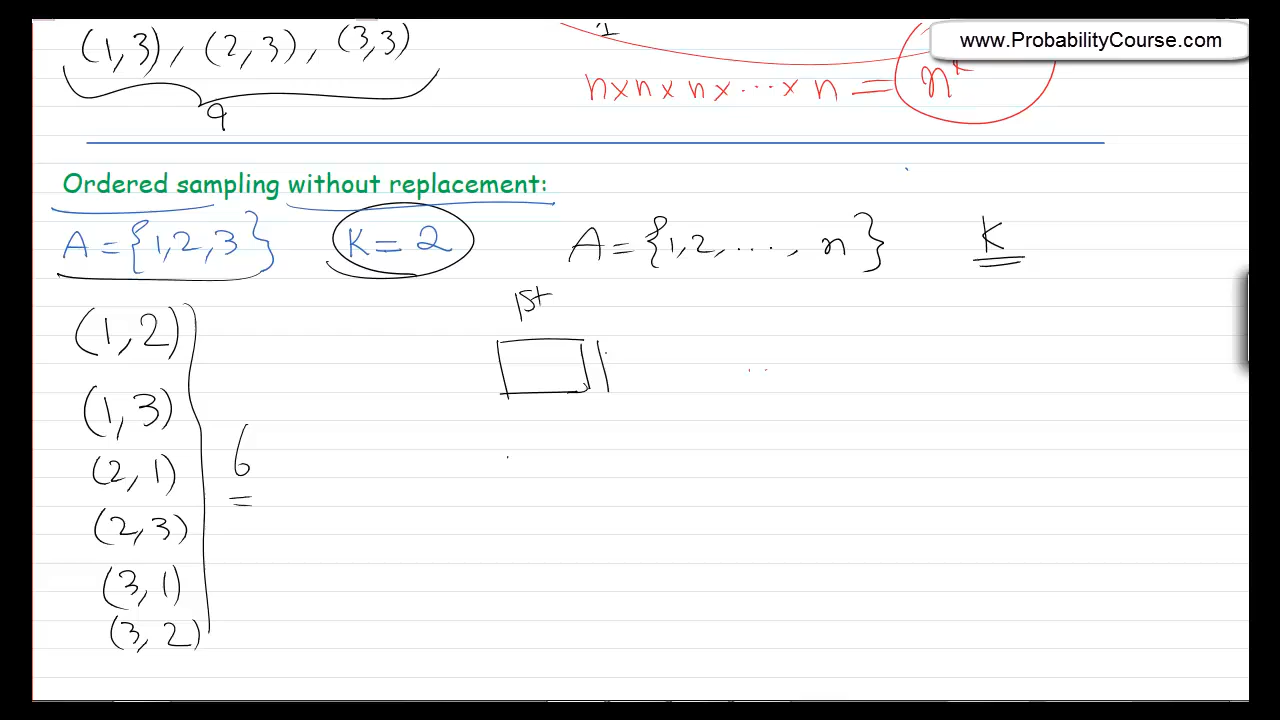 (1,3), (2,3), (3,3)
9
www.ProbabilityCourse.com
n×n×n×...×n = n^k
Ordered sampling without replacement:
A={1,2,3} K=2
A={1,2,...,n} K
(1,2)
(1,3)
(2,1)
(2,3)
(3,1)
(3,2)
6
1st